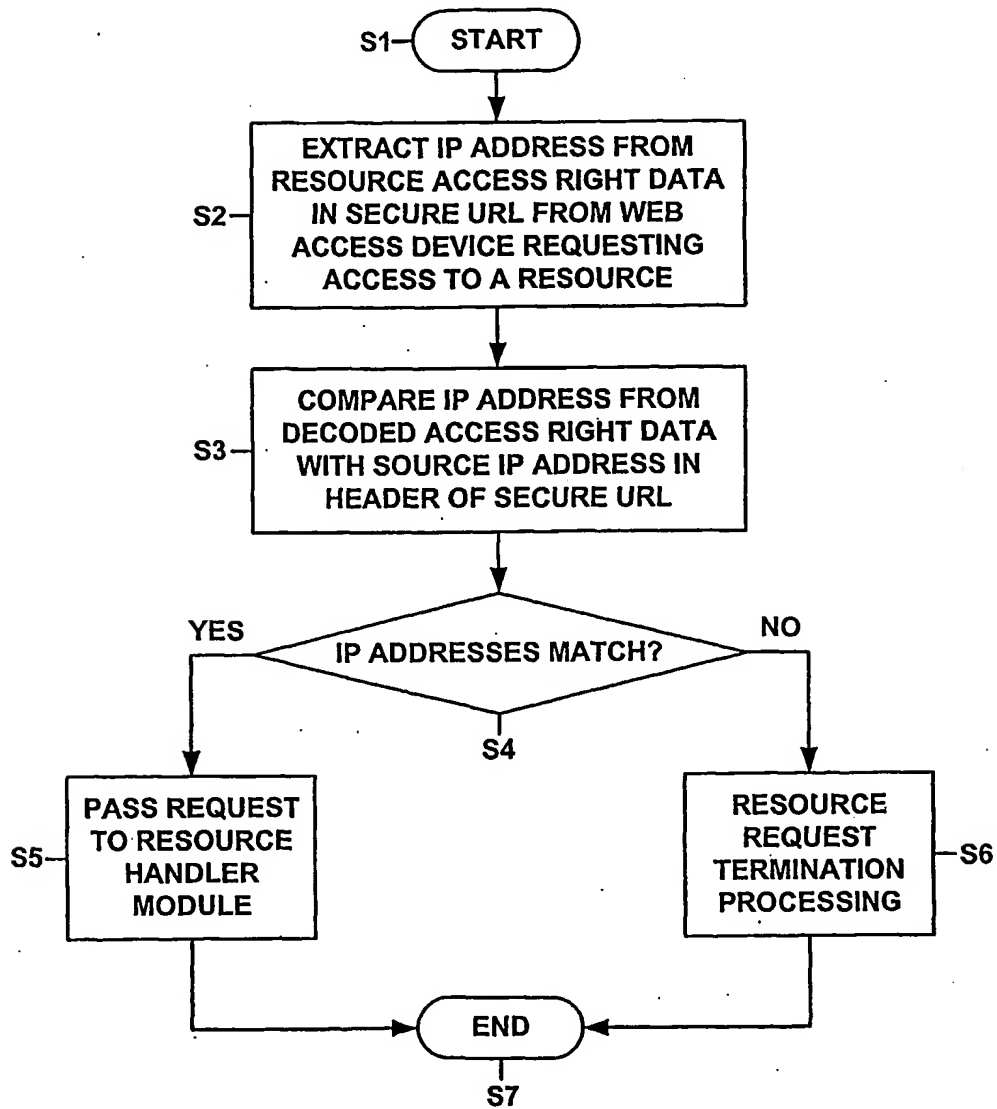 S1
START
EXTRACT IP ADDRESS FROM
RESOURCE ACCESS RIGHT DATA
IN SECURE URL FROM WEB
ACCESS DEVICE REQUESTING
ACCESS TO A RESOURCE
S2
COMPARE IP ADDRESS FROM
DECODED ACCESS RIGHT DATA
WITH SOURCE IP ADDRESS IN
HEADER OF SECURE URL
S3
YES
IP ADDRESSES MATCH?
NO
S4
PASS REQUEST
TO RESOURCE
HANDLER
MODULE
S5
RESOURCE
REQUEST
TERMINATION
PROCESSING
S6
END
S7